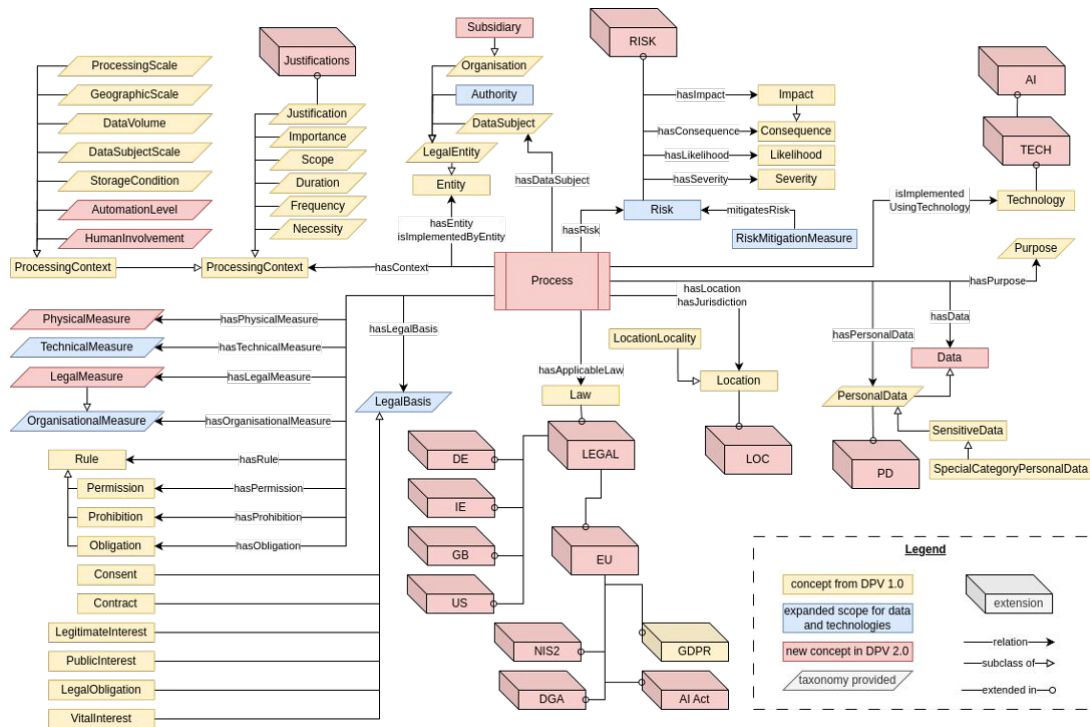 ProcessingScale
GeographicScale
DataVolume
DataSubjectScale
StorageCondition
AutomationLevel
HumanInvolvement
ProcessingContext
Justifications
Justification
Importance
Scope
Duration
Frequency
Necessity
ProcessingContext
hasContext
Subsidiary
Organisation
Authority
DataSubject
LegalEntity
Entity
hasDataSubject
hasEntity
isImplementedByEntity
RISK
hasImpact
Impact
hasConsequence
Consequence
hasLikelihood
Likelihood
hasSeverity
Severity
Risk
mitigatesRisk
RiskMitigationMeasure
hasRisk
AI
TECH
isImplemented
UsingTechnology
Technology
Purpose
hasPurpose
Process
hasLocation
hasJurisdiction
hasPersonalData
hasData
Data
PersonalData
SensitiveData
SpecialCategoryPersonalData
PD
LocationLocality
Location
LOC
hasApplicableLaw
Law
LEGAL
DE
IE
GB
US
EU
NIS2
DGA
GDPR
AI Act
hasLegalBasis
LegalBasis
PhysicalMeasure
hasPhysicalMeasure
TechnicalMeasure
hasTechnicalMeasure
LegalMeasure
hasLegalMeasure
OrganisationalMeasure
hasOrganisationalMeasure
Rule
hasRule
Permission
hasPermission
Prohibition
hasProhibition
Obligation
hasObligation
Consent
Contract
LegitimateInterest
PublicInterest
LegalObligation
VitalInterest
Legend
concept from DPV 1.0
expanded scope for data
and technologies
new concept in DPV 2.0
taxonomy provided
extension
relation
subclass of
extended in